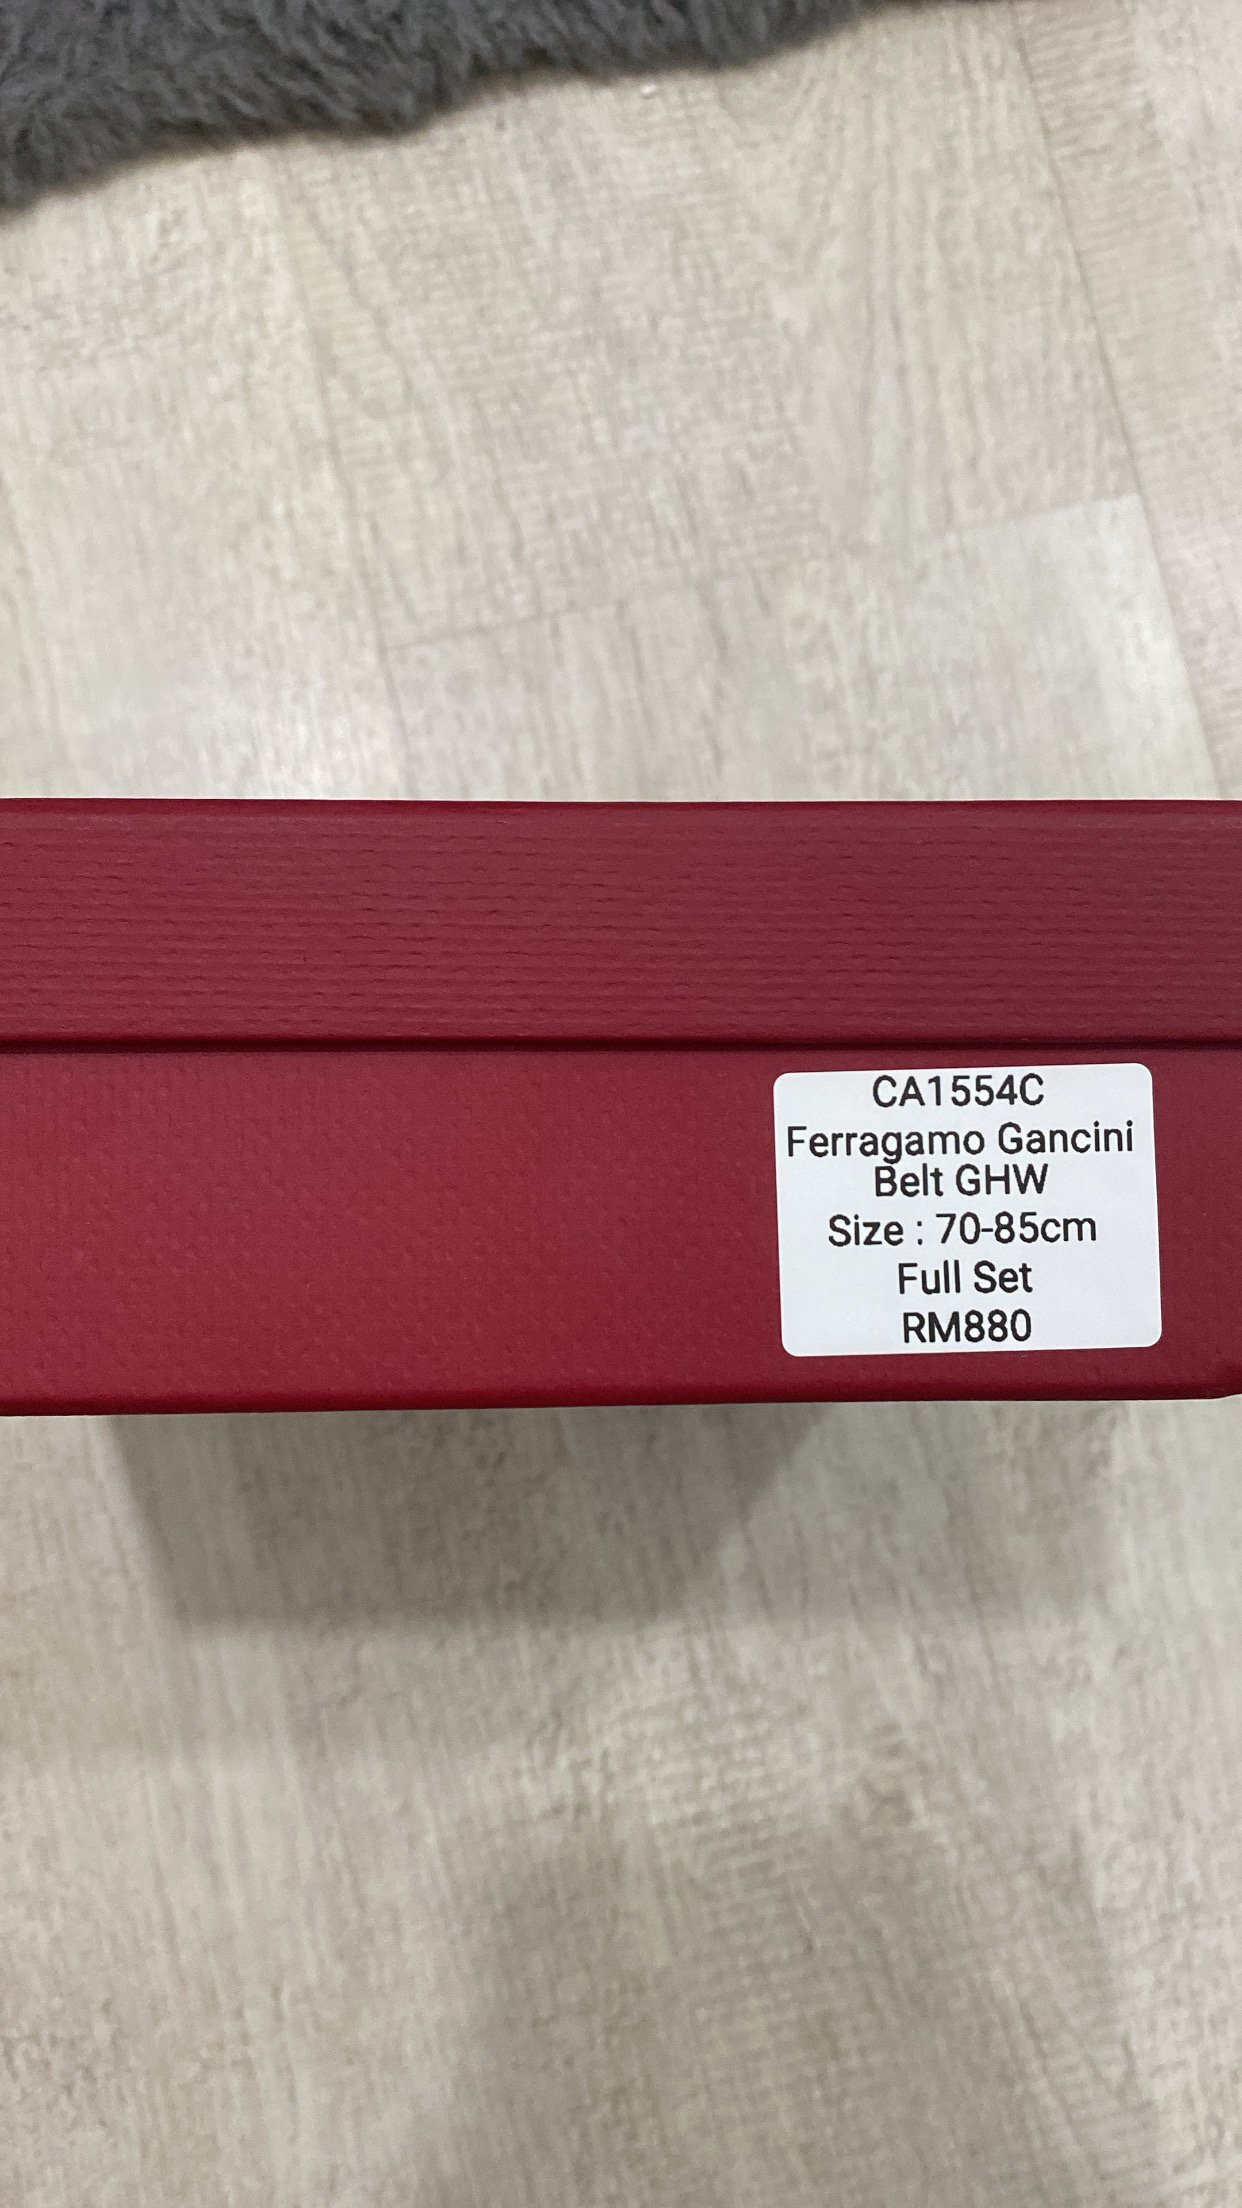 CA1554C
Ferragamo Gancini
Belt GHW
Size : 70-85cm
Full Set
RM880